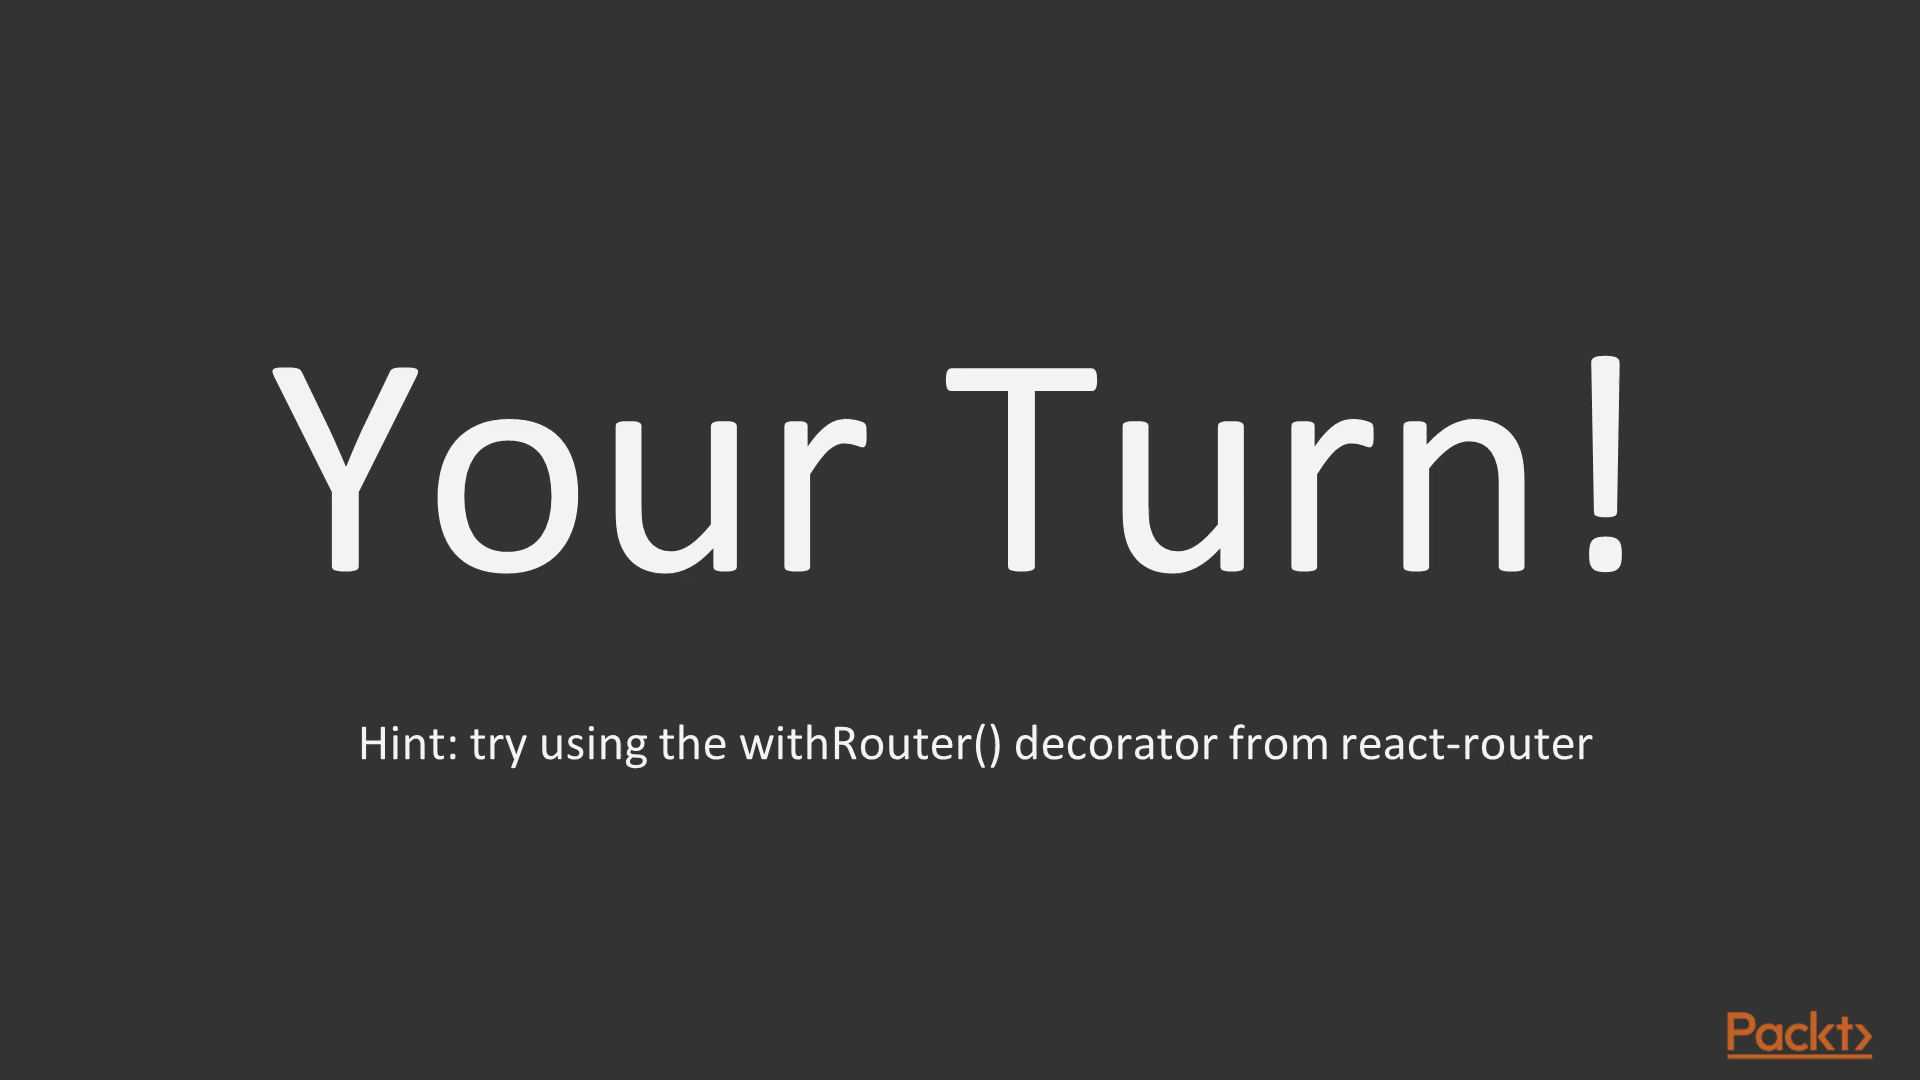 Your Turn!
Hint: try using the withRouter() decorator from react-router
Packt>